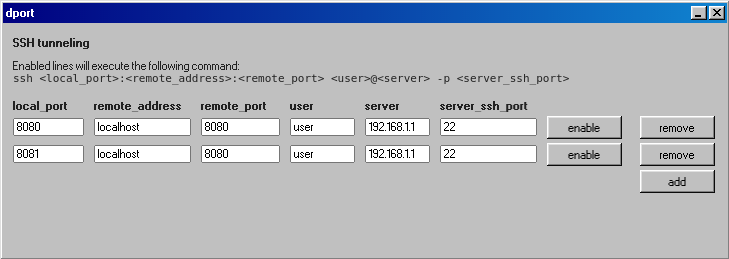 dport
SSH tunneling
Enabled lines will execute the following command:
ssh <local_port>:<remote_address>:<remote_port> <user>@<server> -p <server_ssh_port>
local_port remote_address remote_port user server server_ssh_port
8080 localhost 8080 user 192.168.1.1 22 enable remove
8081 localhost 8080 user 192.168.1.1 22 enable remove
add